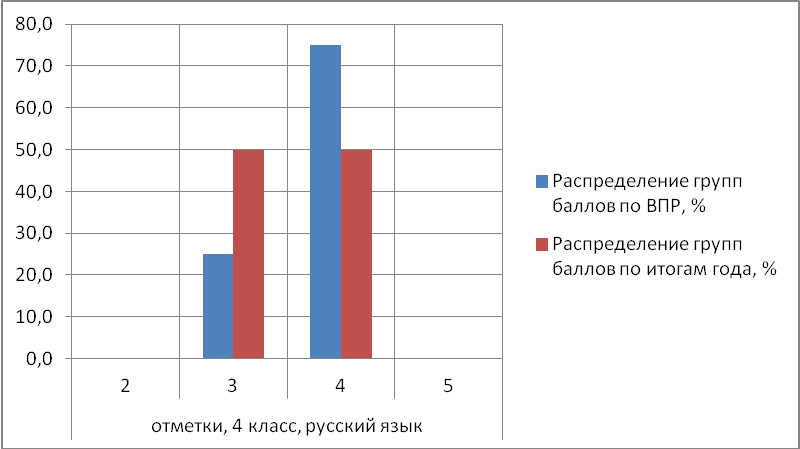 80,0
70,0
60,0
50,0
40,0
30,0
20,0
10,0
0,0
2 3 4 5
отметки, 4 класс, русский язык
Распределение групп
баллов по ВПР, %
Распределение групп
баллов по итогам года, %